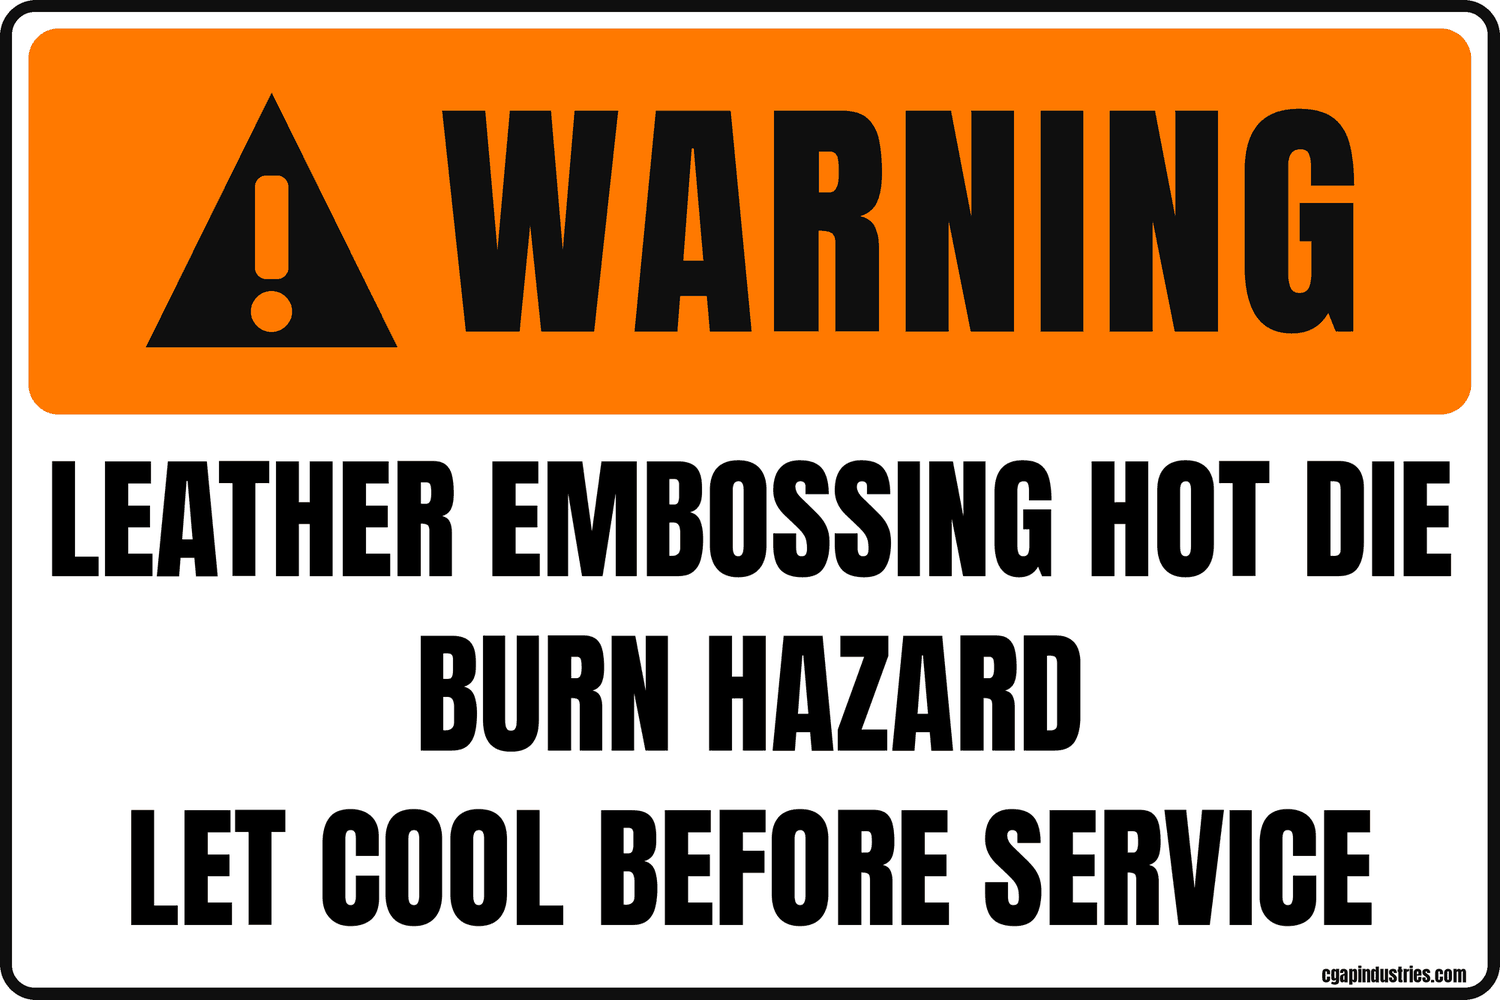 WARNING
LEATHER EMBOSSING HOT DIE
BURN HAZARD
LET COOL BEFORE SERVICE
cgapindustries.com